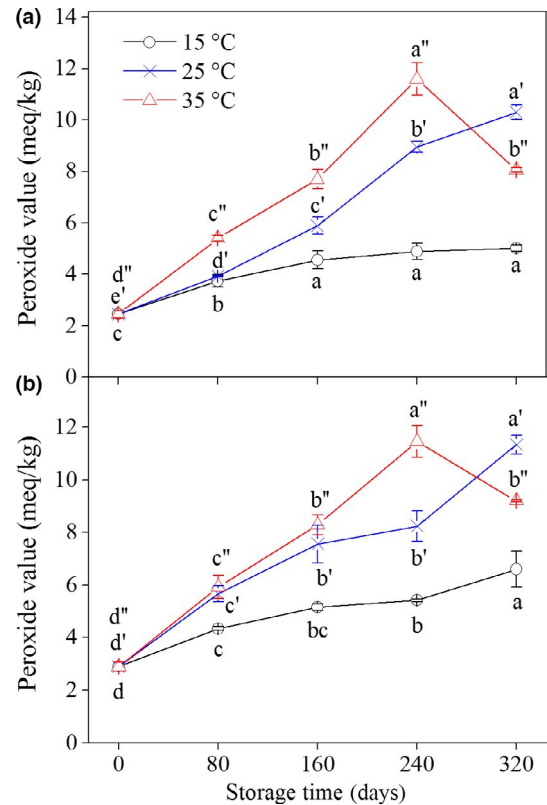 (a)
14
12
10
8
6
4
2
0
Peroxide value (meq/kg)
15 °C
25 °C
35 °C
a"
a'
b"
b'
b"
c"
c'
d'
d"
e'
c
b
a
a
a
(b)
12
10
8
6
4
2
0
Peroxide value (meq/kg)
a"
a'
b"
b"
b'
c"
b'
c'
d"
d'
d
c
bc
b
a
0 80 160 240 320
Storage time (days)